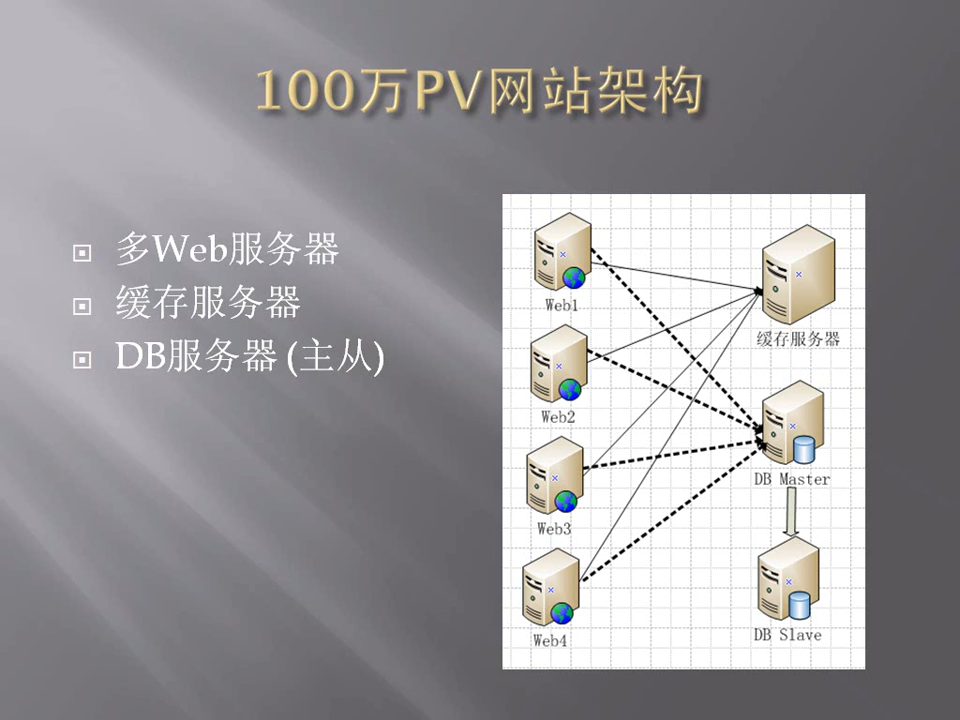 100万PV网站架构
多Web服务器
缓存服务器
DB服务器 (主从)
Web1
缓存服务器
Web2
DB Master
Web3
DB Slave
Web4